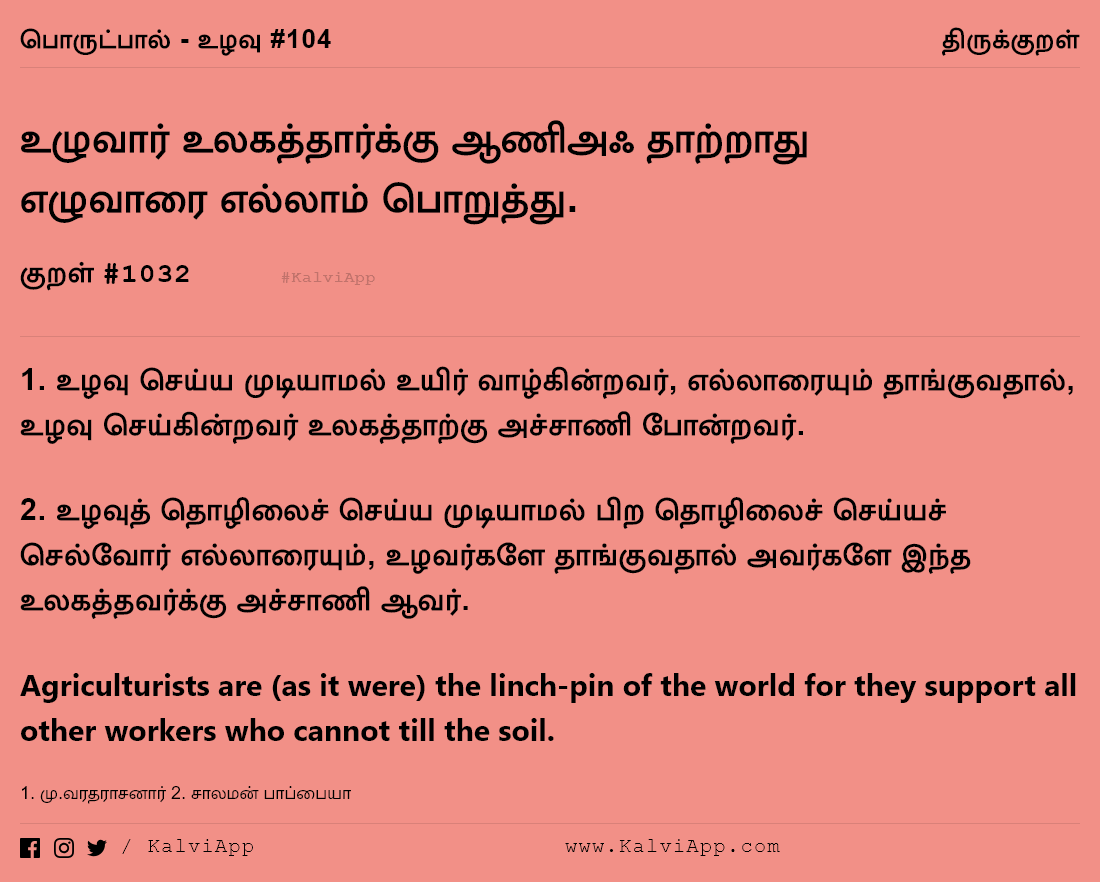 பொருட்பால் - உழவு #104 திருக்குறள்
உழுவார் உலகத்தார்க்கு ஆணிஅஃ தாற்றாது
எழுவாரை எல்லாம் பொறுத்து.
குறள் #1032 #KalviApp
1. உழவு செய்ய முடியாமல் உயிர் வாழ்கின்றவர், எல்லாரையும் தாங்குவதால்,
உழவு செய்கின்றவர் உலகத்தாற்கு அச்சாணி போன்றவர்.
2. உழவுத் தொழிலைச் செய்ய முடியாமல் பிற தொழிலைச் செய்யச்
செல்வோர் எல்லாரையும், உழவர்களே தாங்குவதால் அவர்களே இந்த
உலகத்தவர்க்கு அச்சாணி ஆவர்.
Agriculturists are (as it were) the linch-pin of the world for they support all
other workers who cannot till the soil.
1. மு.வரதராசனார் 2. சாலமன் பாப்பையா
/ KalviApp www.KalviApp.com